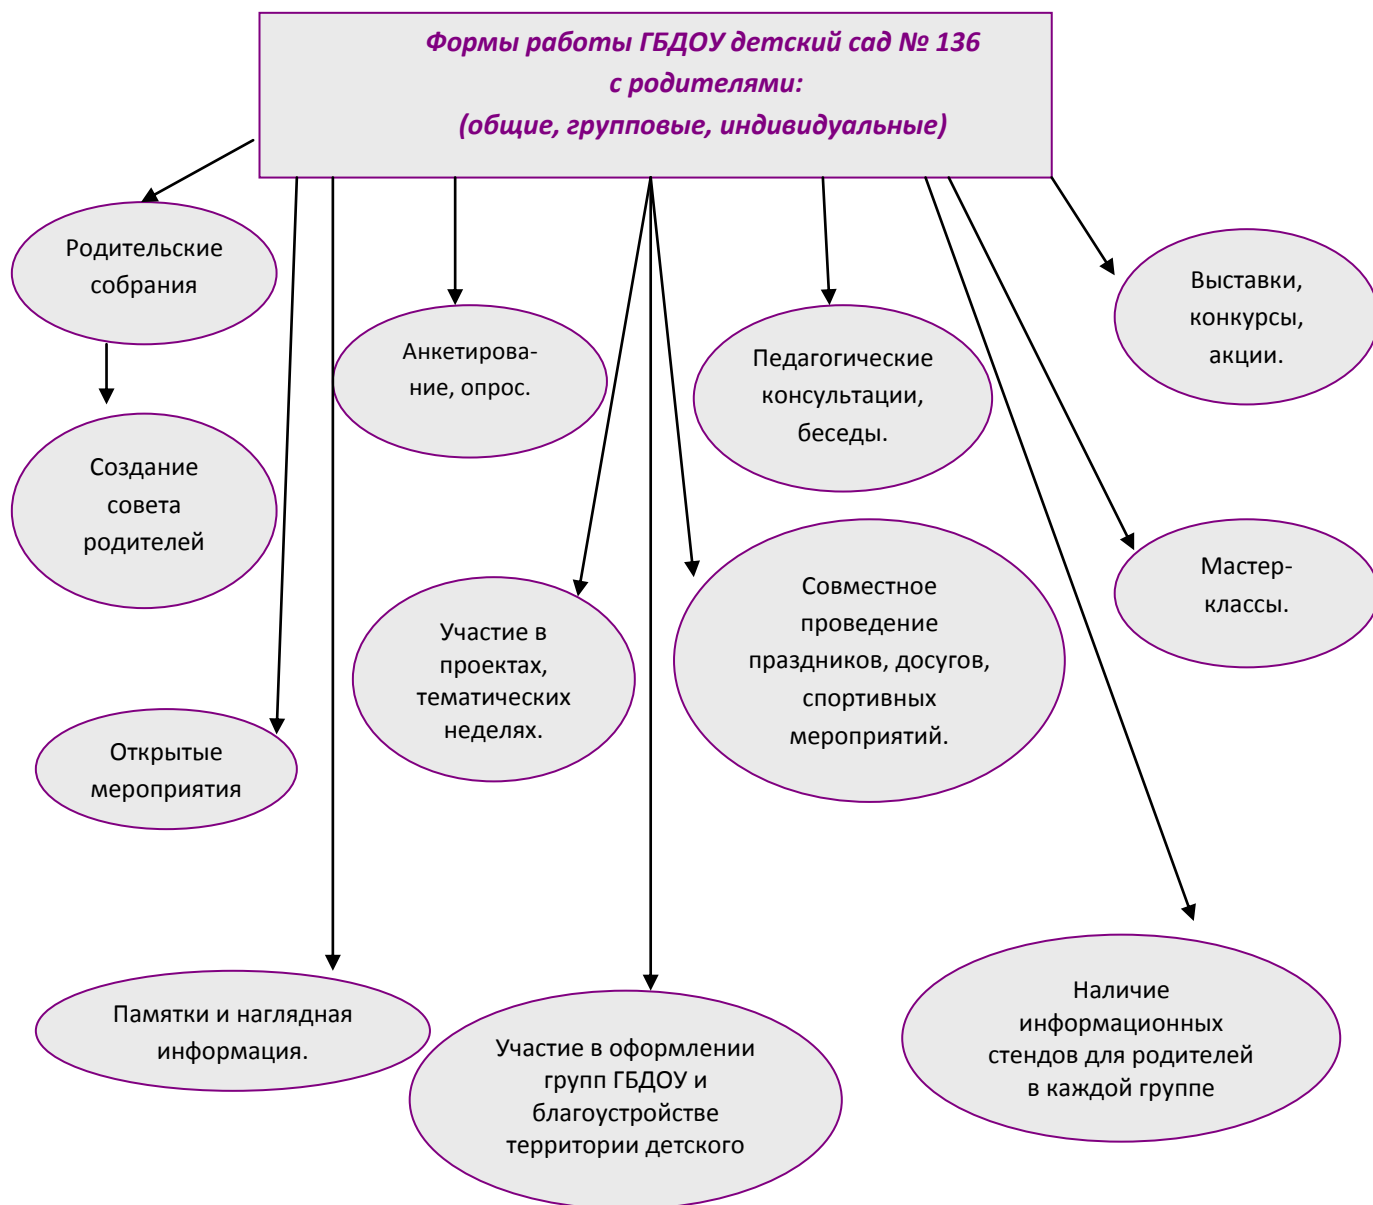 Формы работы ГБДОУ детский сад № 136
с родителями:
(общие, групповые, индивидуальные)
Родительские
собрания
Выставки,
конкурсы,
акции.
Анкетирова-
ние, опрос.
Педагогические
консультации,
беседы.
Создание
совета
родителей
Мастер-
классы.
Участие в
проектах,
тематических
неделях.
Совместное
проведение
праздников, досугов,
спортивных
мероприятий.
Открытые
мероприятия
Памятки и наглядная
информация.
Участие в оформлении
групп ГБДОУ и
благоустройстве
территории детского
Наличие
информационных
стендов для родителей
в каждой группе